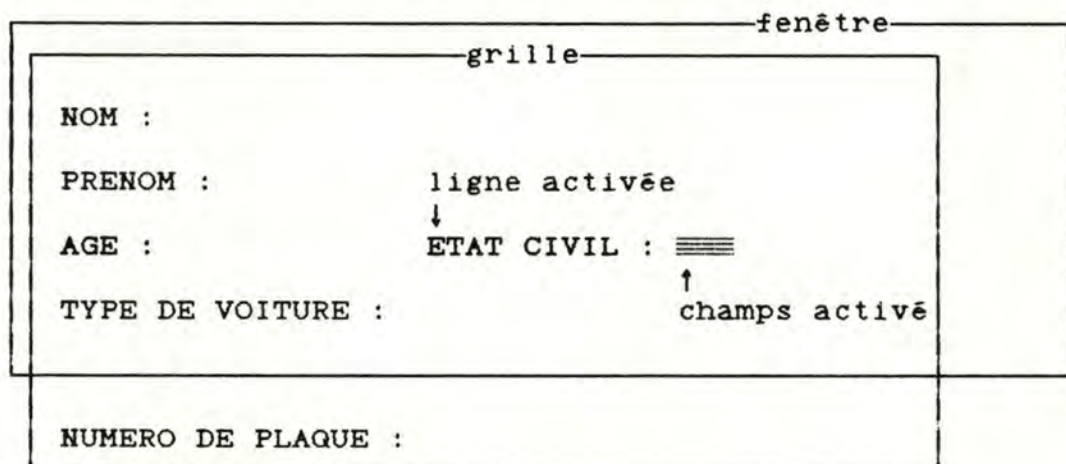 fenêtre
grille
NOM :
PRENOM : ligne activée
AGE : ETAT CIVIL :
TYPE DE VOITURE : champs activé
NUMERO DE PLAQUE :